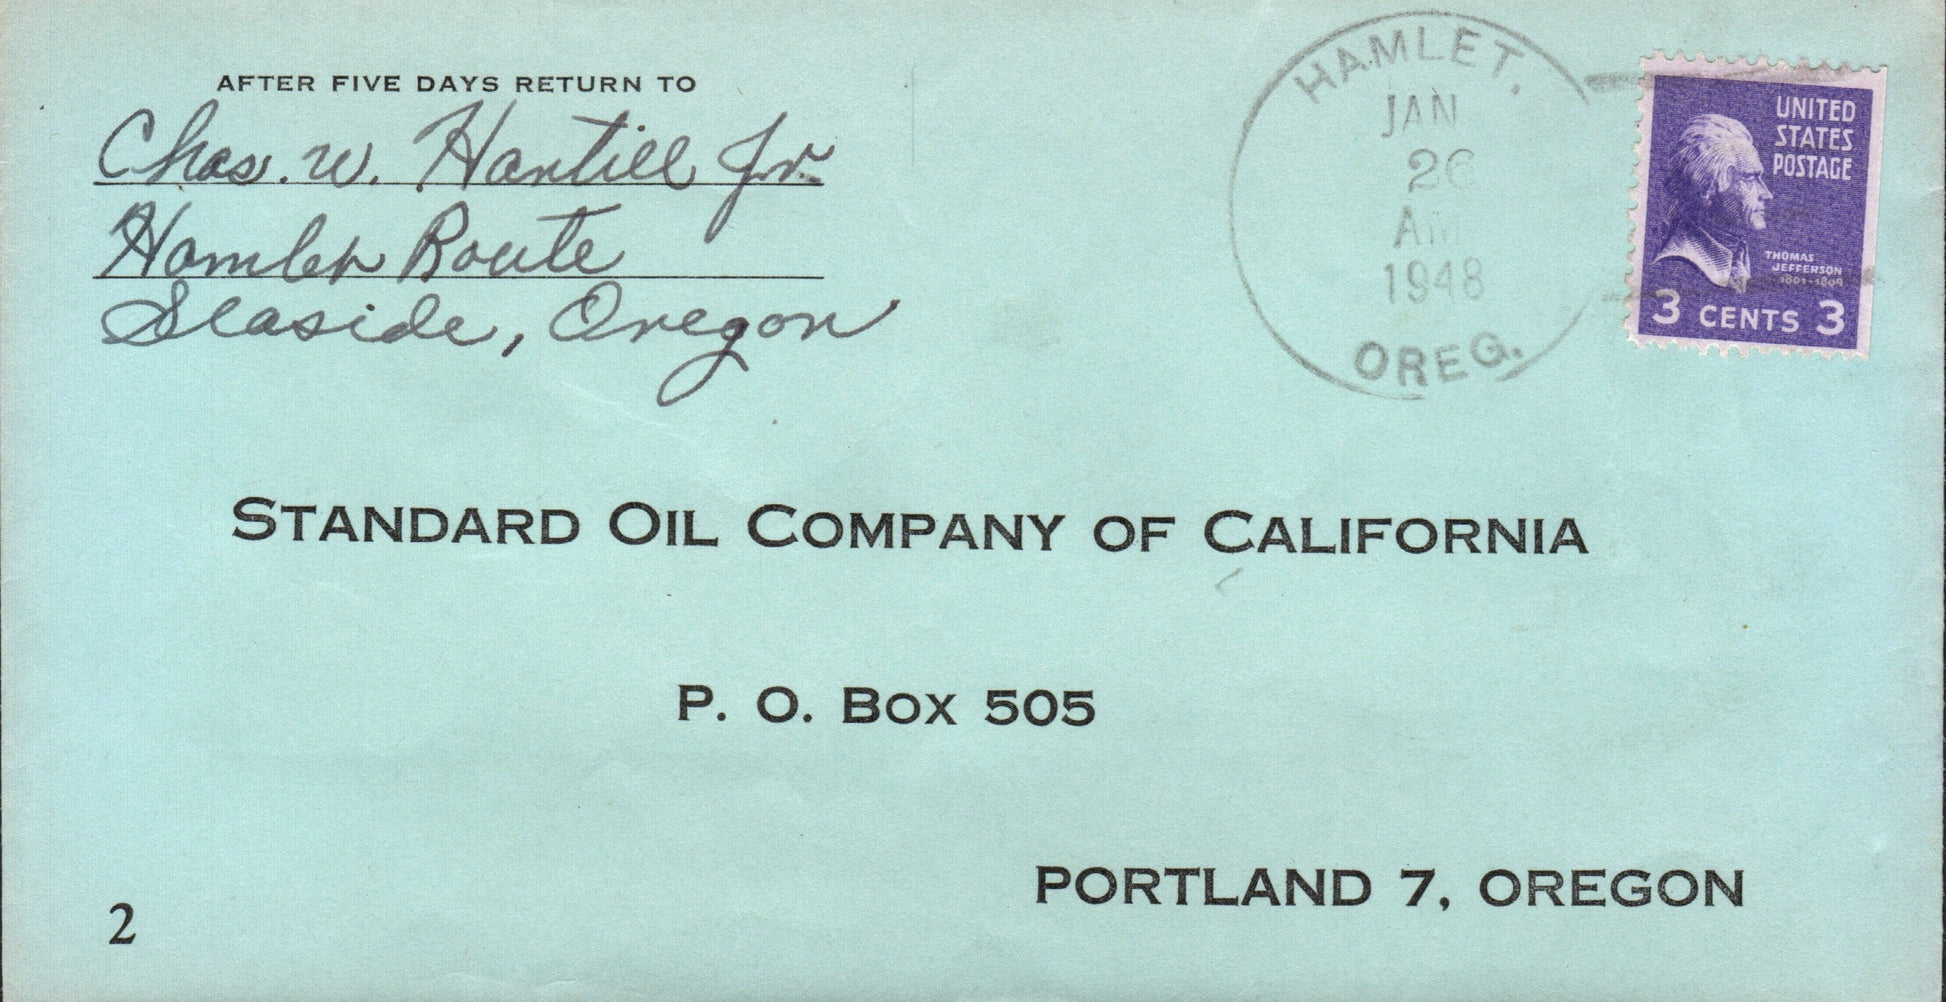 AFTER FIVE DAYS RETURN TO
Chas. W. Hartill Jr.
Hamlet Route
Seaside, Oregon
HAMLET.
JAN
26
AM
1948
OREG.
UNITED
STATES
POSTAGE
THOMAS
JEFFERSON
1801-1809
3 CENTS 3
STANDARD OIL COMPANY OF CALIFORNIA
P. O. BOX 505
PORTLAND 7, OREGON
2